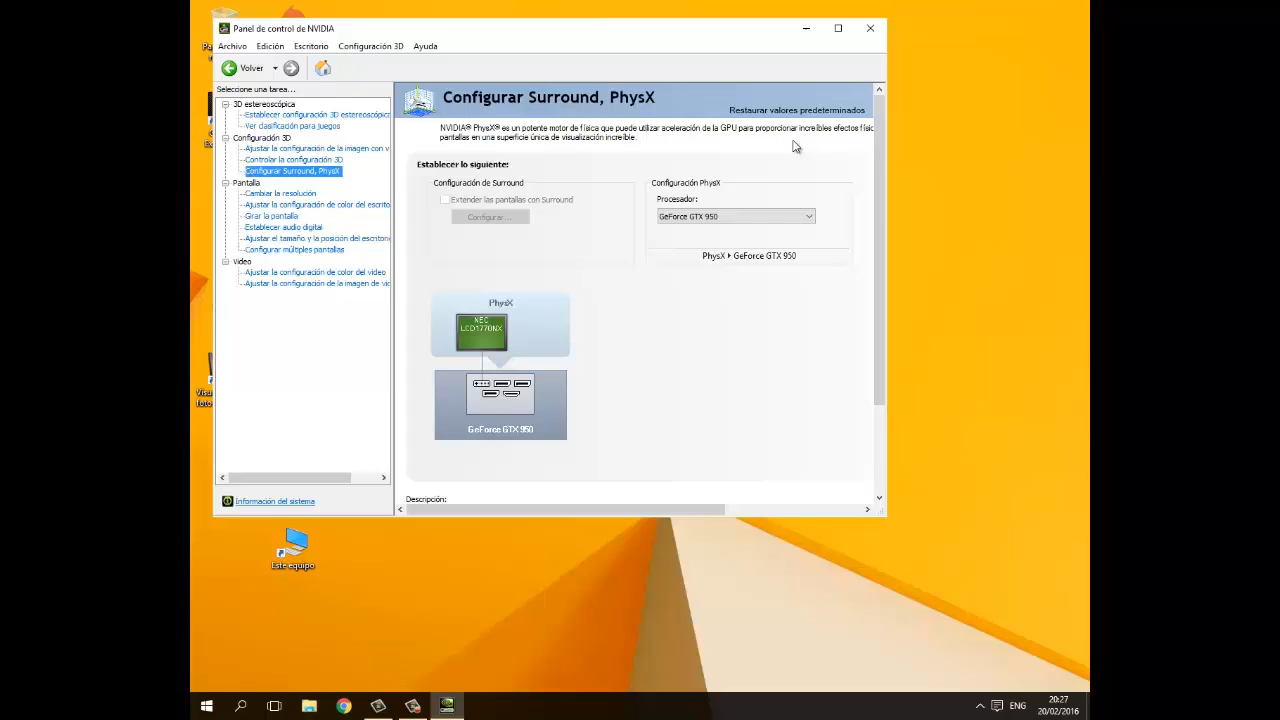 Panel de control de NVIDIA
Archivo Edición Escritorio Configuración 3D Ayuda
Volver
Seleccione una tarea...
3D estereoscópica
Establecer configuración 3D estereoscópica
Ver clasificación para juegos
Configuración 3D
Ajustar la configuración de la imagen con v
Controlar la configuración 3D
Configurar Surround, PhysX
Pantalla
Cambiar la resolución
Ajustar la configuración de color del escrito
Girar la pantalla
Establecer audio digital
Ajustar el tamaño y la posición del escritori
Configurar múltiples pantallas
Vídeo
Ajustar la configuración de color del vídeo
Ajustar la configuración de la imagen de víd
Información del sistema
Configurar Surround, PhysX
Restaurar valores predeterminados
NVIDIA® PhysX® es un potente motor de física que puede utilizar aceleración de la GPU para proporcionar increíbles efectos físic
pantallas en una superficie única de visualización increíble.
Establecer lo siguiente:
Configuración de Surround
Extender las pantallas con Surround
Configurar...
Configuración PhysX
Procesador:
GeForce GTX 950
PhysX GeForce GTX 950
PhysX
NEC
LCD1770NX
GeForce GTX 950
Descripción:
Este equipo
ENG
20:27
20/02/2016